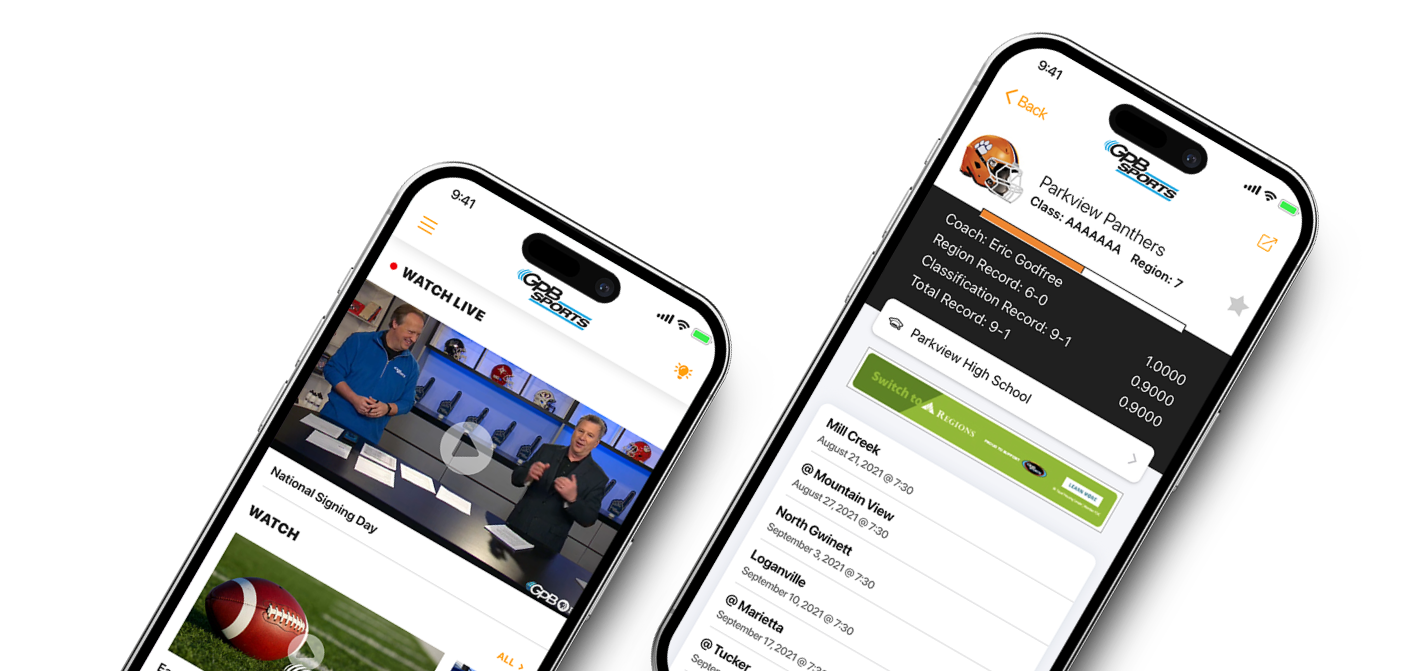 9:41
GPB
SPORTS
WATCH LIVE
GPB
National Signing Day
WATCH
ALL >
9:41
Back
GPB
SPORTS
Parkview Panthers
Class: AAAAAAA Region: 7
Coach: Eric Godfree
Region Record: 6-0 1.0000
Classification Record: 9-1 0.9000
Total Record: 9-1 0.9000
Parkview High School
Switch to REGIONS
PROUD TO SUPPORT
LEARN MORE
Mill Creek
August 21, 2021 @ 7:30
@ Mountain View
August 27, 2021 @ 7:30
North Gwinett
September 3, 2021 @ 7:30
Loganville
September 10, 2021 @ 7:30
@ Marietta
September 17, 2021 @ 7:30
@ Tucker